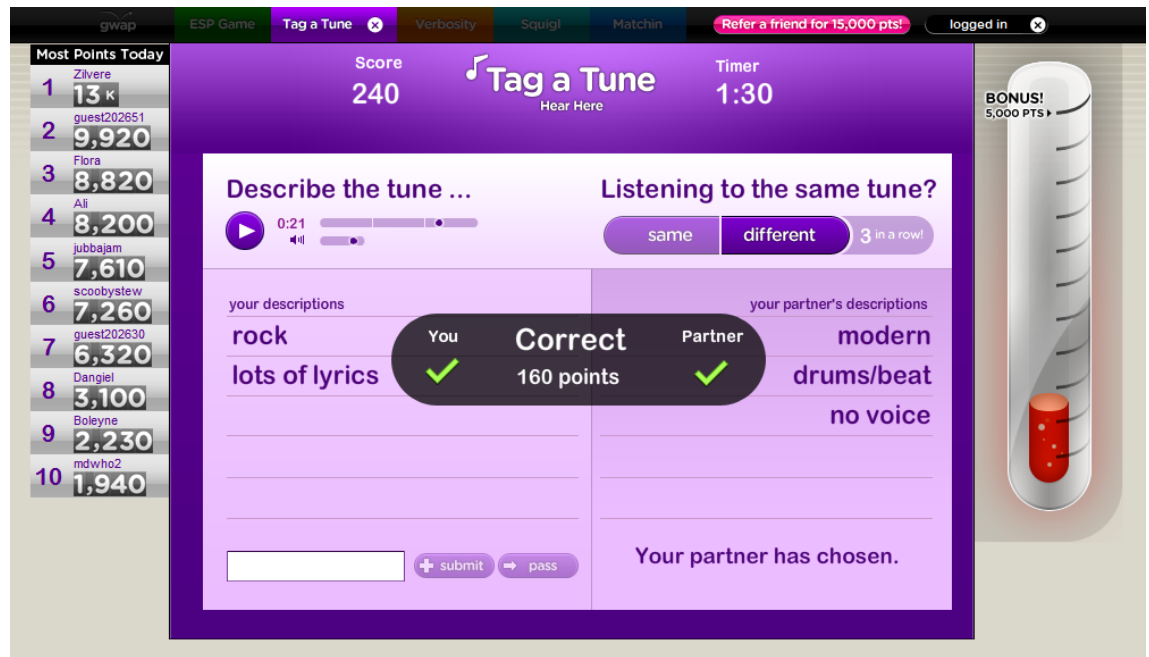 gwap
ESP Game
Tag a Tune
Verbosity
Squigl
Matchin
Refer a friend for 15,000 pts!
logged in
Most Points Today
1 Zilvere
13 K
2 guest202651
9,920
3 Flora
8,820
4 Ali
8,200
5 jubbajam
7,610
6 scoobystew
7,260
7 guest202630
6,320
8 Dangiel
3,100
9 Boleyne
2,230
10 mdwho2
1,940
Score
240
Tag a Tune
Hear Here
Timer
1:30
BONUS!
5,000 PTS
Describe the tune ...
0:21
Listening to the same tune?
same
different
3 in a row!
your descriptions
rock
lots of lyrics
your partner's descriptions
modern
drums/beat
no voice
You
Correct
Partner
160 points
submit
pass
Your partner has chosen.